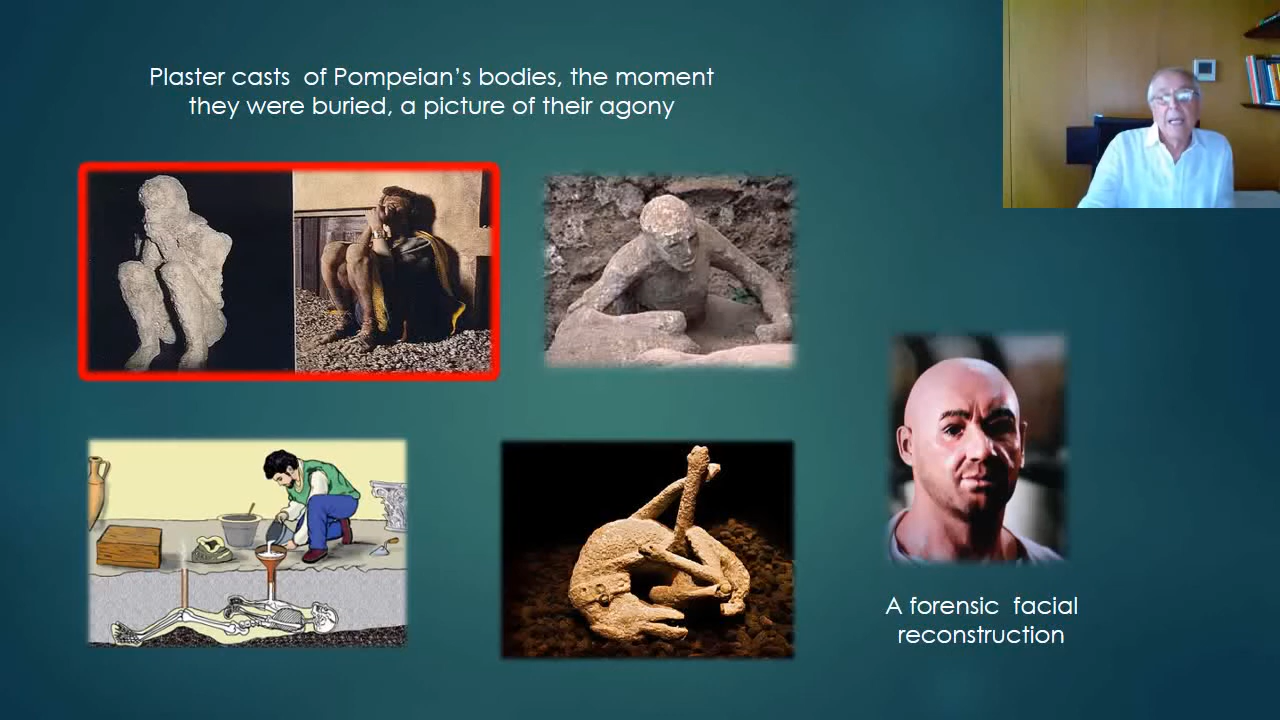 Plaster casts of Pompeian's bodies, the moment
they were buried, a picture of their agony
A forensic facial
reconstruction